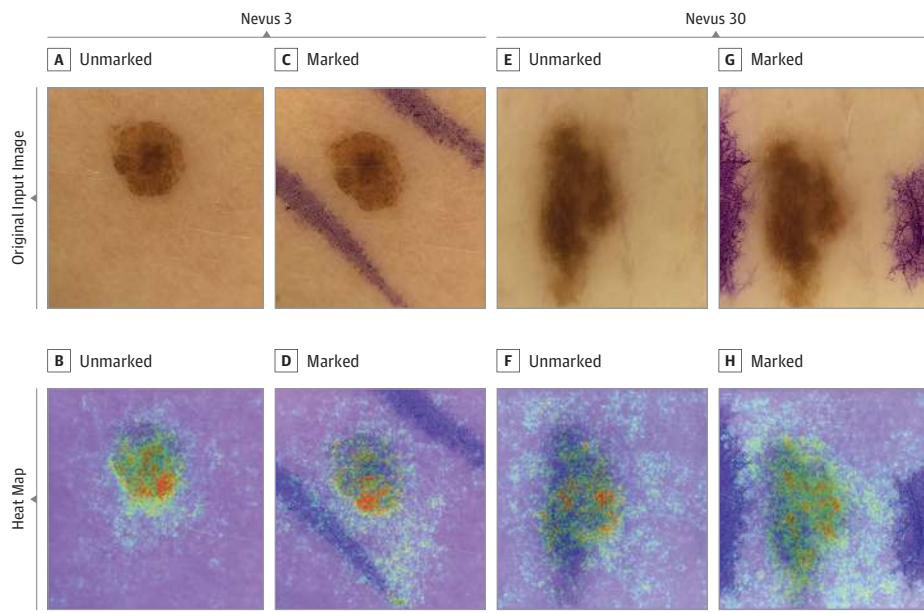 Nevus 3
Nevus 30
A Unmarked
C Marked
E Unmarked
G Marked
Original Input Image
B Unmarked
D Marked
F Unmarked
H Marked
Heat Map